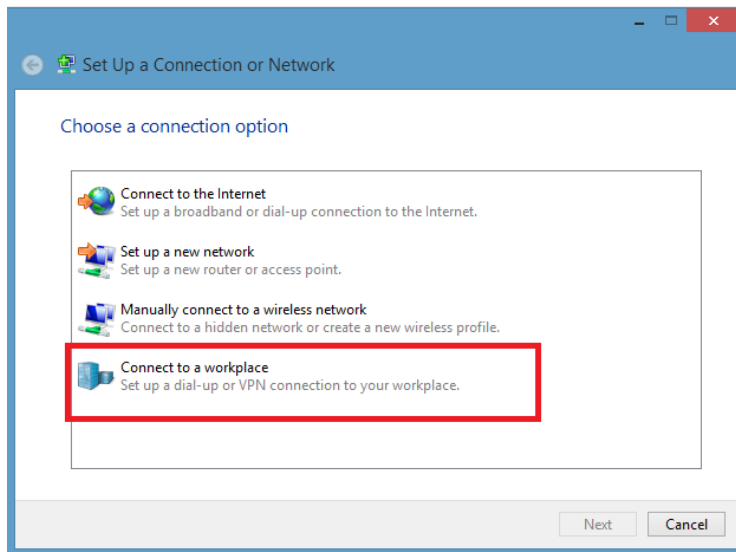 Set Up a Connection or Network
Choose a connection option
Connect to the Internet
Set up a broadband or dial-up connection to the Internet.
Set up a new network
Set up a new router or access point.
Manually connect to a wireless network
Connect to a hidden network or create a new wireless profile.
Connect to a workplace
Set up a dial-up or VPN connection to your workplace.
Next
Cancel